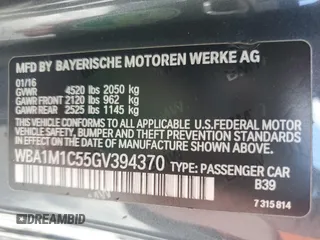 MFD BY BAYERISCHE MOTOREN WERKE AG
01/16
GVWR 4520 lbs 2050 kg
GAWR FRONT 2120 lbs 962 kg
GAWR REAR 2525 lbs 1145 kg
THIS VEHICLE CONFORMS TO ALL APPLICABLE
U.S.FEDERAL MOTOR VEHICLE SAFETY, BUMPER,
AND THEFT PREVENTION STANDARDS IN EFFECT
ON THE DATE OF MANUFACTURE SHOWN ABOVE.
WBA1M1C55GV394370 TYPE: PASSENGER CAR
B39
7 315 814
DREAMBID